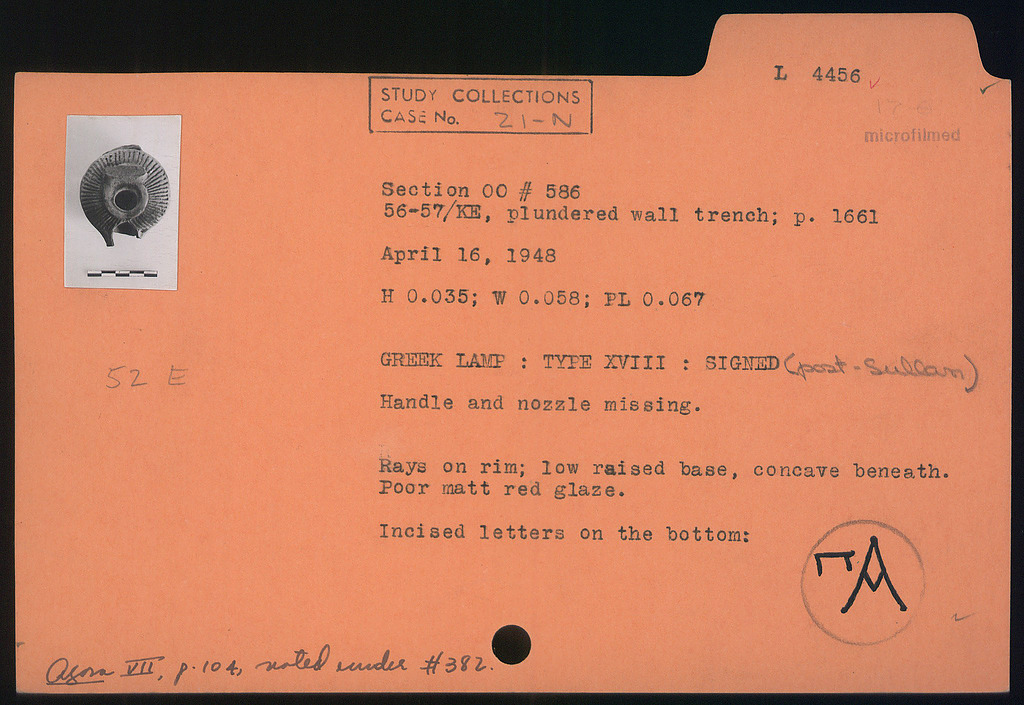 L 4456
STUDY COLLECTIONS
CASE No. 21-N
microfilmed
Section OO # 586
56-57/KE, plundered wall trench; p. 1661
April 16, 1948
H 0.035; W 0.058; PL 0.067
GREEK LAMP : TYPE XVIII : SIGNED (post-Sullan)
52 E
Handle and nozzle missing.
Rays on rim; low raised base, concave beneath.
Poor matt red glaze.
Incised letters on the bottom:
ΠΑ
Agora VII, p. 104, noted under #382.